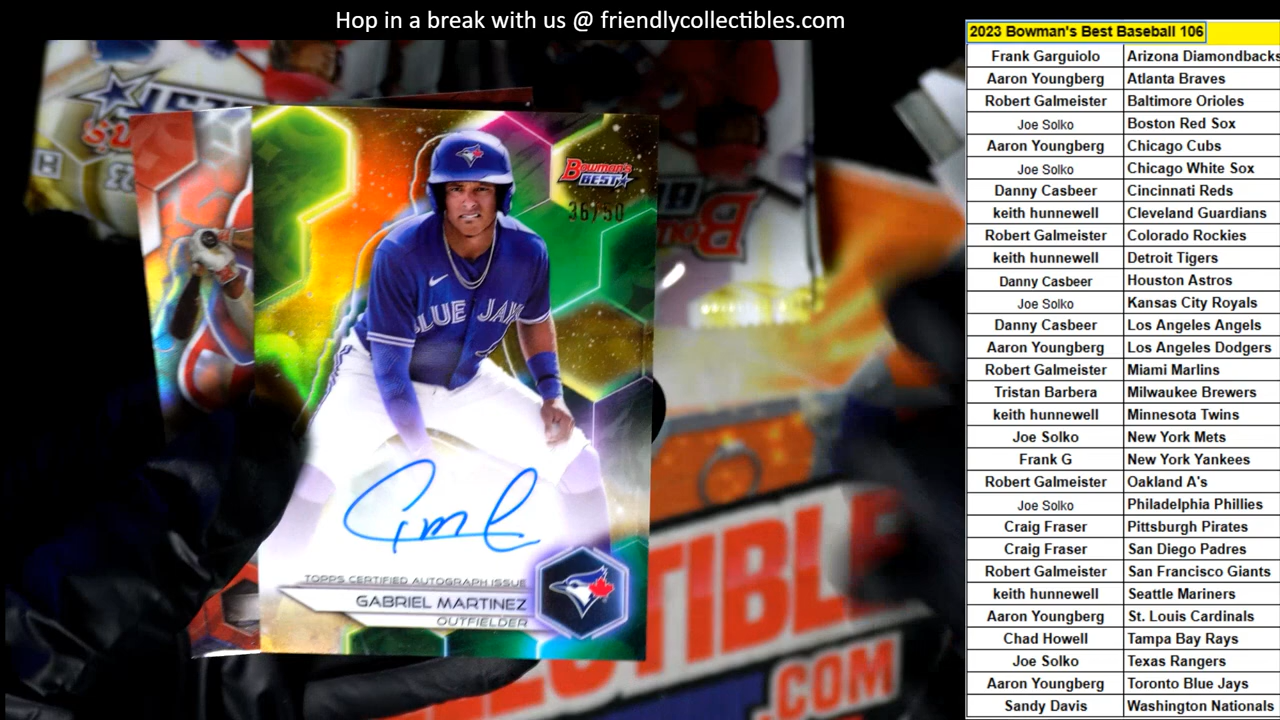 Hop in a break with us @ friendlycollectibles.com
Bowman's
BEST
36/50
BLUE JAYS
TOPPS CERTIFIED AUTOGRAPH ISSUE
GABRIEL MARTINEZ
OUTFIELDER
.COM
2023 Bowman's Best Baseball 106
Frank Garguiolo Arizona Diamondbacks
Aaron Youngberg Atlanta Braves
Robert Galmeister Baltimore Orioles
Joe Solko Boston Red Sox
Aaron Youngberg Chicago Cubs
Joe Solko Chicago White Sox
Danny Casbeer Cincinnati Reds
keith hunnewell Cleveland Guardians
Robert Galmeister Colorado Rockies
keith hunnewell Detroit Tigers
Danny Casbeer Houston Astros
Joe Solko Kansas City Royals
Danny Casbeer Los Angeles Angels
Aaron Youngberg Los Angeles Dodgers
Robert Galmeister Miami Marlins
Tristan Barbera Milwaukee Brewers
keith hunnewell Minnesota Twins
Joe Solko New York Mets
Frank G New York Yankees
Robert Galmeister Oakland A's
Joe Solko Philadelphia Phillies
Craig Fraser Pittsburgh Pirates
Craig Fraser San Diego Padres
Robert Galmeister San Francisco Giants
keith hunnewell Seattle Mariners
Aaron Youngberg St. Louis Cardinals
Chad Howell Tampa Bay Rays
Joe Solko Texas Rangers
Aaron Youngberg Toronto Blue Jays
Sandy Davis Washington Nationals